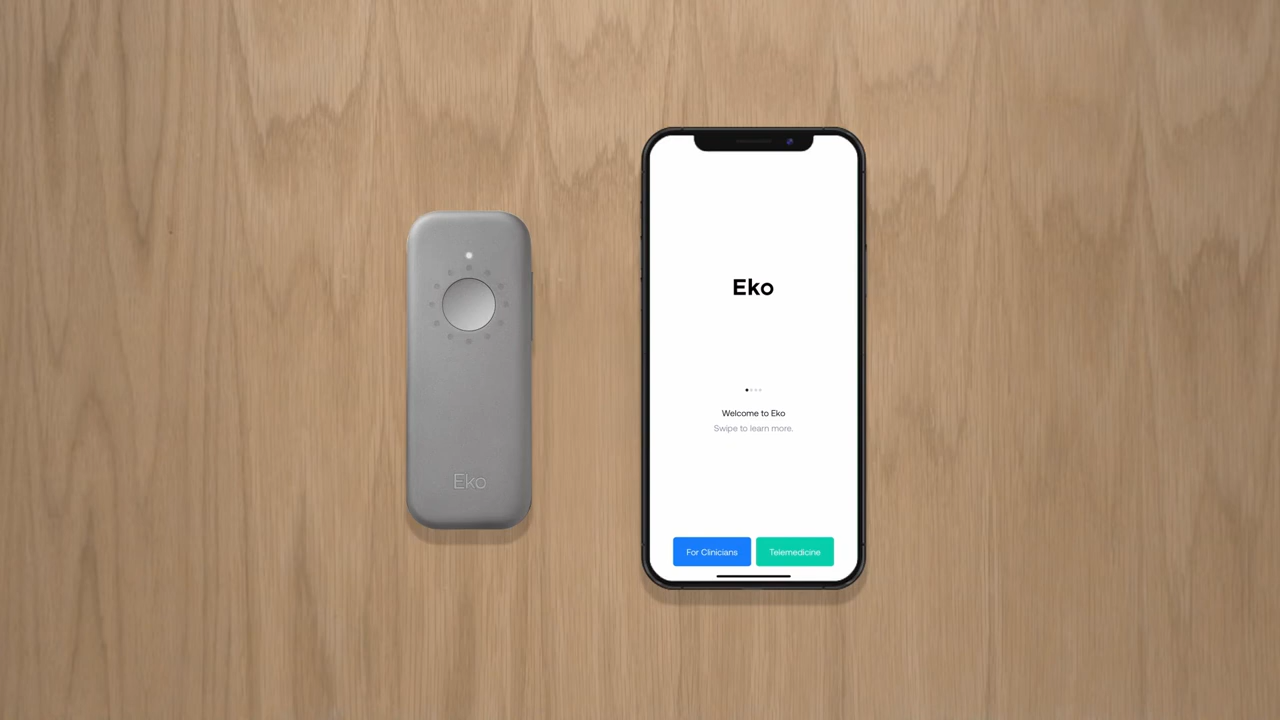 Eko
Eko
Welcome to Eko
Swipe to learn more.
For Clinicians
Telemedicine